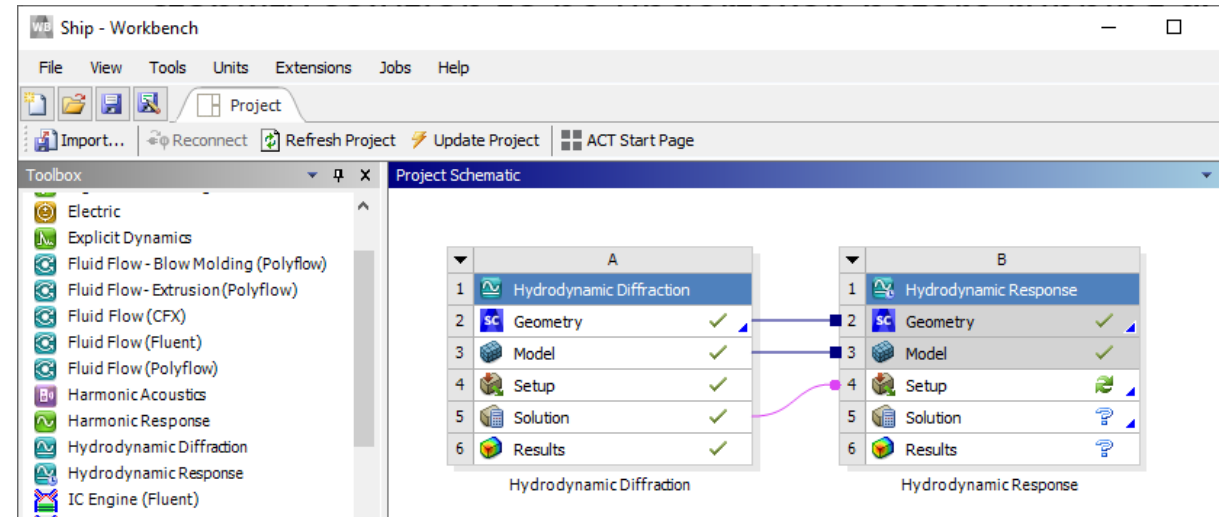 WB Ship - Workbench
File View Tools Units Extensions Jobs Help
Project
Import... Reconnect Refresh Project Update Project ACT Start Page
Toolbox
Project Schematic
Electric
Explicit Dynamics
Fluid Flow - Blow Molding (Polyflow)
Fluid Flow - Extrusion (Polyflow)
Fluid Flow (CFX)
Fluid Flow (Fluent)
Fluid Flow (Polyflow)
Harmonic Acoustics
Harmonic Response
Hydrodynamic Diffraction
Hydrodynamic Response
IC Engine (Fluent)
A
1 Hydrodynamic Diffraction
2 SC Geometry
3 Model
4 Setup
5 Solution
6 Results
Hydrodynamic Diffraction
B
1 Hydrodynamic Response
2 SC Geometry
3 Model
4 Setup
5 Solution ?
6 Results ?
Hydrodynamic Response